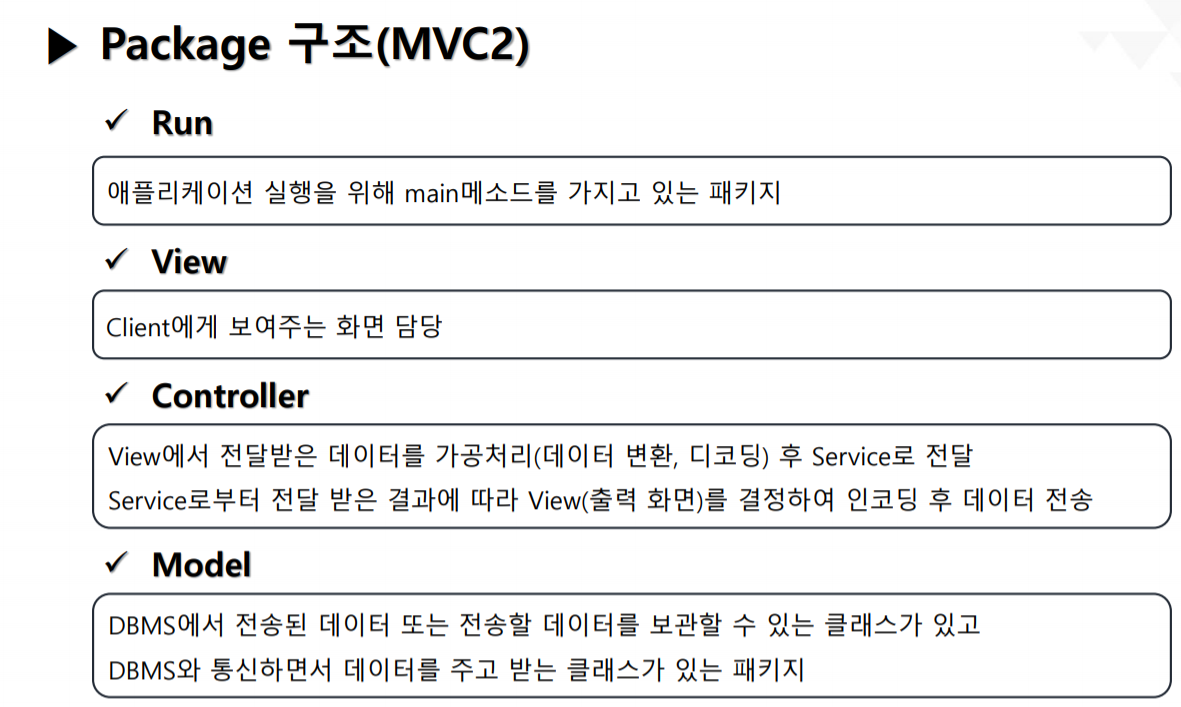 ▶ Package 구조(MVC2)
✓ Run
애플리케이션 실행을 위해 main메소드를 가지고 있는 패키지
✓ View
Client에게 보여주는 화면 담당
✓ Controller
View에서 전달받은 데이터를 가공처리(데이터 변환, 디코딩) 후 Service로 전달
Service로부터 전달 받은 결과에 따라 View(출력 화면)를 결정하여 인코딩 후 데이터 전송
✓ Model
DBMS에서 전송된 데이터 또는 전송할 데이터를 보관할 수 있는 클래스가 있고
DBMS와 통신하면서 데이터를 주고 받는 클래스가 있는 패키지